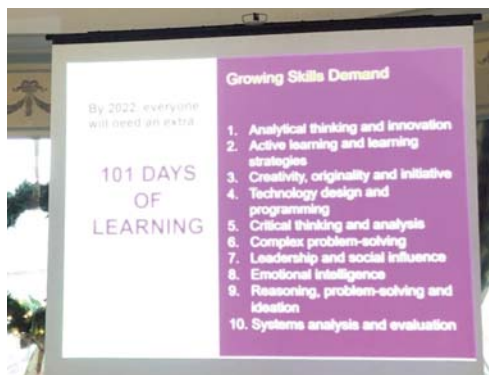 By 2022, everyone
will need an extra
101 DAYS
OF
LEARNING
Growing Skills Demand
1. Analytical thinking and innovation
2. Active learning and learning
strategies
3. Creativity, originality and initiative
4. Technology design and
programming
5. Critical thinking and analysis
6. Complex problem-solving
7. Leadership and social influence
8. Emotional intelligence
9. Reasoning, problem-solving and
ideation
10. Systems analysis and evaluation